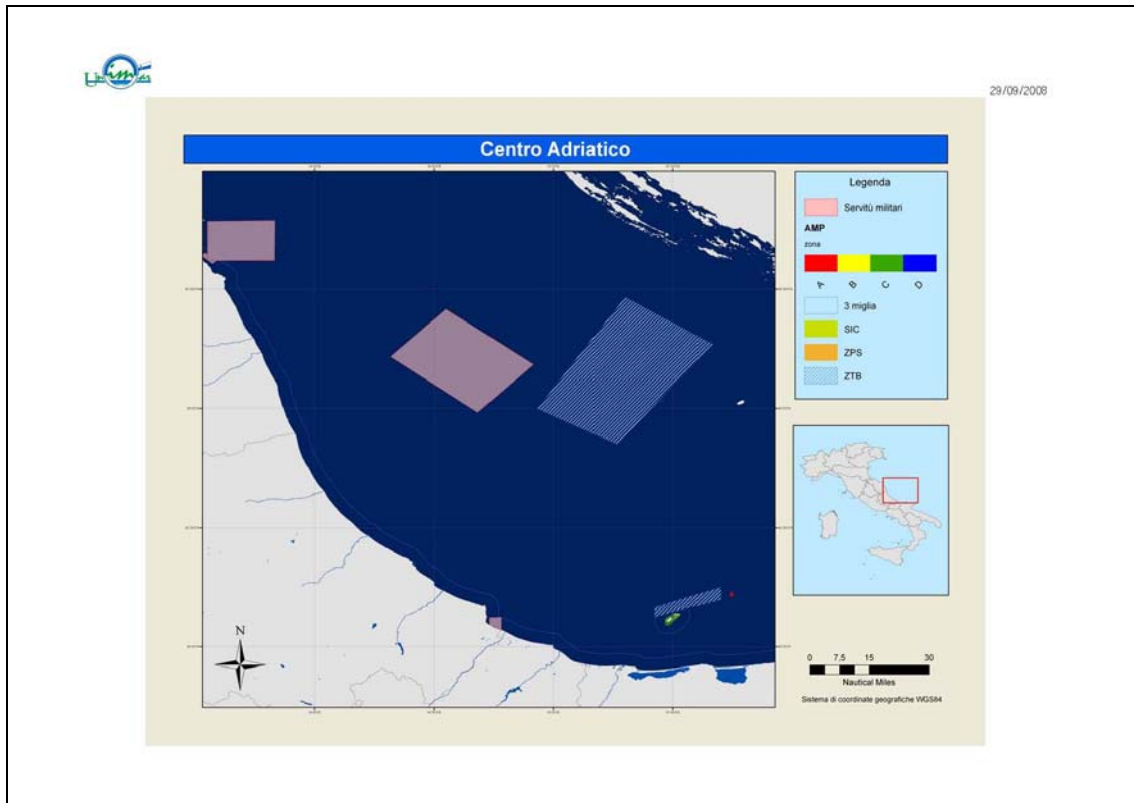 29/09/2008
Centro Adriatico
Legenda
Servitù militari
AMP
zona
A B C D
3 miglia
SIC
ZPS
ZTB
N
0 7,5 15 30
Nautical Miles
Sistema di coordinate geografiche WGS84